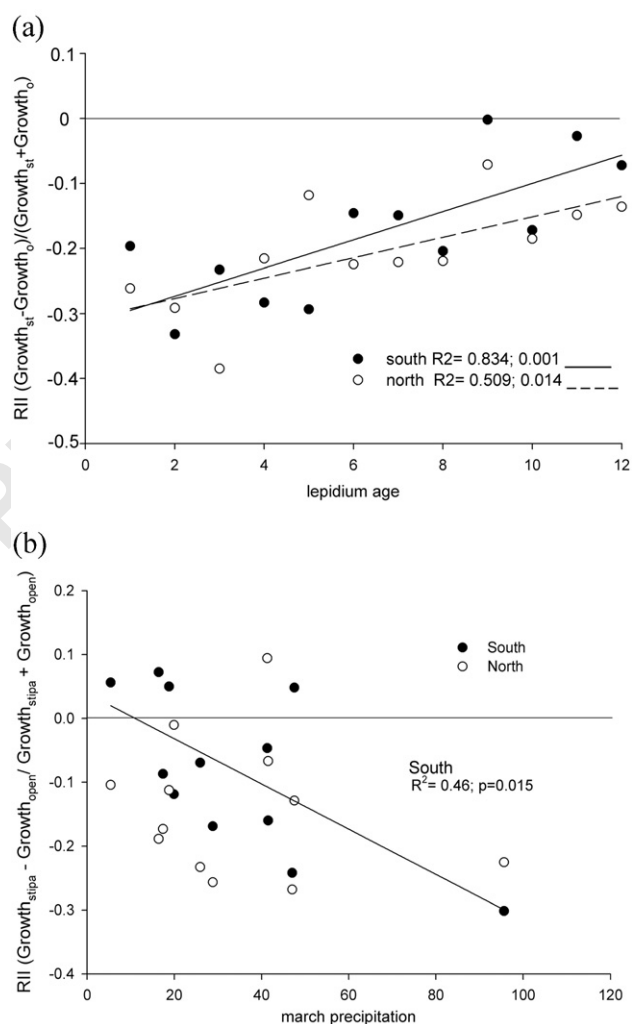 (a)
RII (Growth_st-Growth_o)/(Growth_st+Growth_o)
0.1
0
-0.1
-0.2
-0.3
-0.4
-0.5
south R2= 0.834; 0.001
north R2= 0.509; 0.014
0 2 4 6 8 10 12
lepidium age
(b)
RII (Growth_stipa - Growth_open/ Growth_stipa + Growth_open)
0.2
0.1
0.0
-0.1
-0.2
-0.3
-0.4
South
North
South
R²= 0.46; p=0.015
0 20 40 60 80 100 120
march precipitation